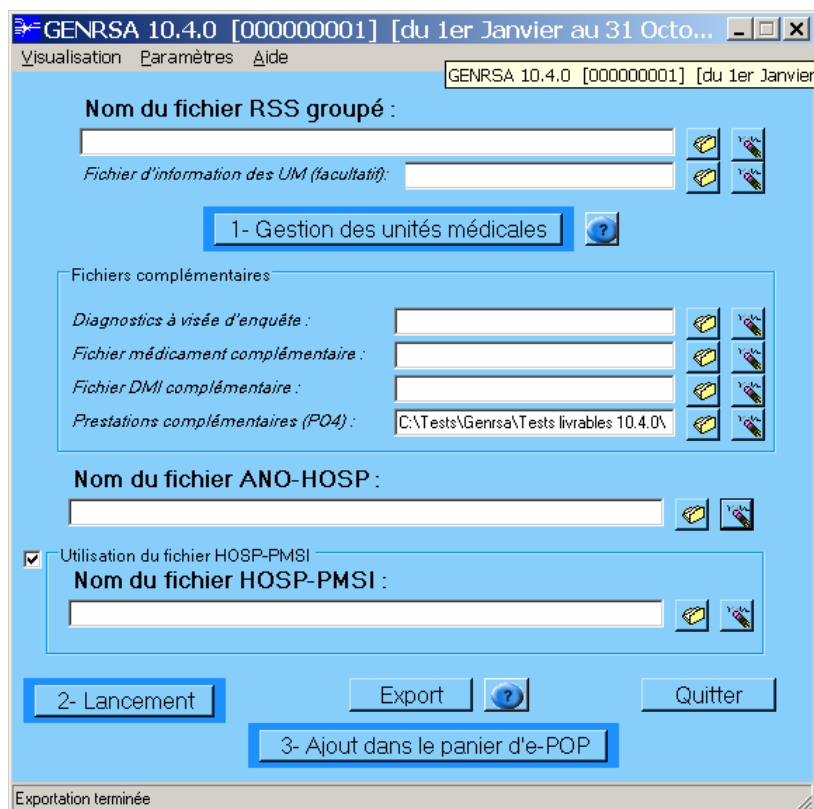 GENRSA 10.4.0 [000000001] [du 1er Janvier au 31 Octo...
Visualisation Paramètres Aide
GENRSA 10.4.0 [000000001] [du 1er Janvier
Nom du fichier RSS groupé :
Fichier d'information des UM (facultatif):
1- Gestion des unités médicales
?
Fichiers complémentaires
Diagnostics à visée d'enquête :
Fichier médicament complémentaire :
Fichier DMI complémentaire :
Prestations complémentaires (PO4) : C:\Tests\Genrsa\Tests livrables 10.4.0\
Nom du fichier ANO-HOSP :
Utilisation du fichier HOSP-PMSI
Nom du fichier HOSP-PMSI :
2- Lancement Export ? Quitter
3- Ajout dans le panier d'e-POP
Exportation terminée